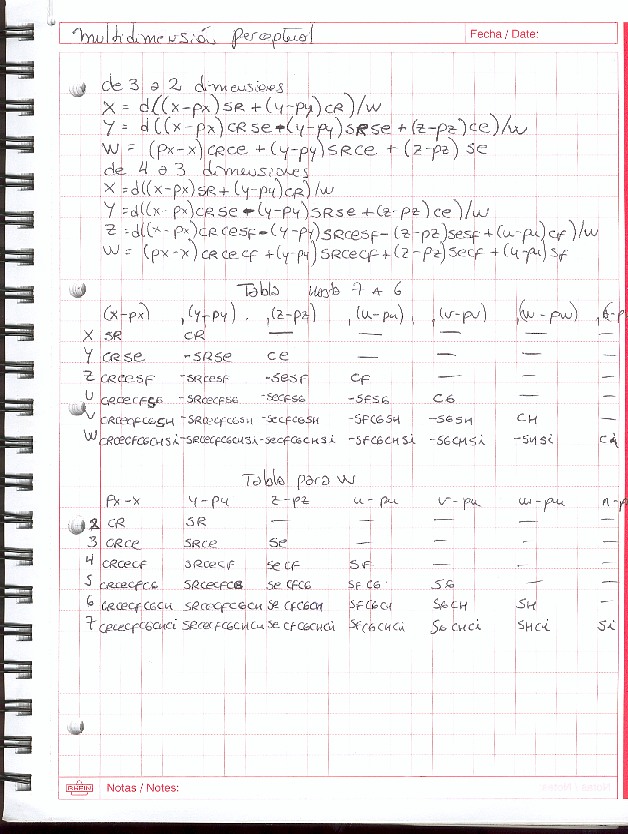 multidimensión perceptual
Fecha / Date:
de 3 a 2 dimensiones
X = d((x-px)SR + (y-py)CR)/W
Y = d((x-px)CRSe-(y-py)SRSe + (z-pz)ce)/W
W = (px-x)CRce + (y-py)SRCe + (z-pz) Se
de 4 a 3 dimensiones
X = d((x-px)SR + (y-py)CR)/W
Y = d((x-px)CRSe-(y-py)SRSe + (z-pz)ce)/W
Z = d((x-px)CRCeSF-(y-py)SRCeSF-(z-pz)SeSF + (u-pu)CF)/W
W = (px-x)CRCeCF + (y-py)SRCeCF + (z-pz)SeCF + (u-pu)SF
Tabla hasta 7 a 6
(x-px) ,(y-py) . ,(z-pz) ,(u-pu) ,(v-pv) ,(w-pw)
X SR CR — — — — —
Y CRSe -SRSe ce — — — —
Z CRCeSF -SRCeSF -SeSF CF — — —
U CRCeCFSG -SRCeCFSG -SeCFSG -SFSG CG — —
V CRCeCFCGSH -SRCeCFCGSH -SeCFCGSH -SFCGSH -SGSH CH —
W CRCeCFCGCHSi -SRCeCFCGCHSi -SeCFCGCHSi -SFCGCHSi -SGCHSi -SHSi Ci
Tabla para W
px-x y-py z-pz u-pu v-pu w-pu
2 CR SR — — — — —
3 CRCe SRCe Se — — - —
4 CRCeCF SRCeCF SeCF SF — - —
5 CRCeCFCG SRCeCFCG SeCFCG SFCG SG — —
6 CRCeCFCGCH SRCeCFCGCH SeCFCGCH SFCGCH SGCH SH —
7 CRCeCFCGCHCi SRCeCFCGCHCi SeCFCGCHCi SFCGCHCi SGCHCi SHCi Si
RHEIN Notas / Notes: